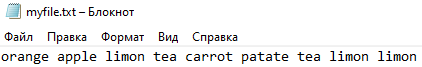 myfile.txt – Блокнот
Файл Правка Формат Вид Справка
orange apple limon tea carrot patate tea limon limon